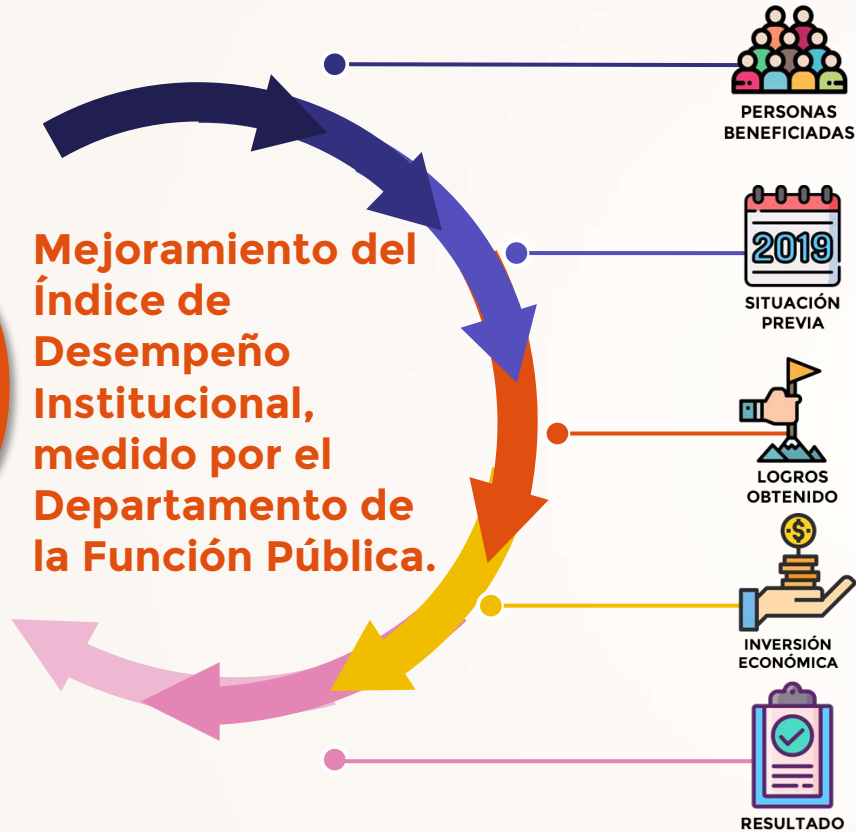 Mejoramiento del
Índice de
Desempeño
Institucional,
medido por el
Departamento de
la Función Pública.
PERSONAS
BENEFICIADAS
2019
SITUACIÓN
PREVIA
LOGROS
OBTENIDO
$
INVERSIÓN
ECONÓMICA
RESULTADO